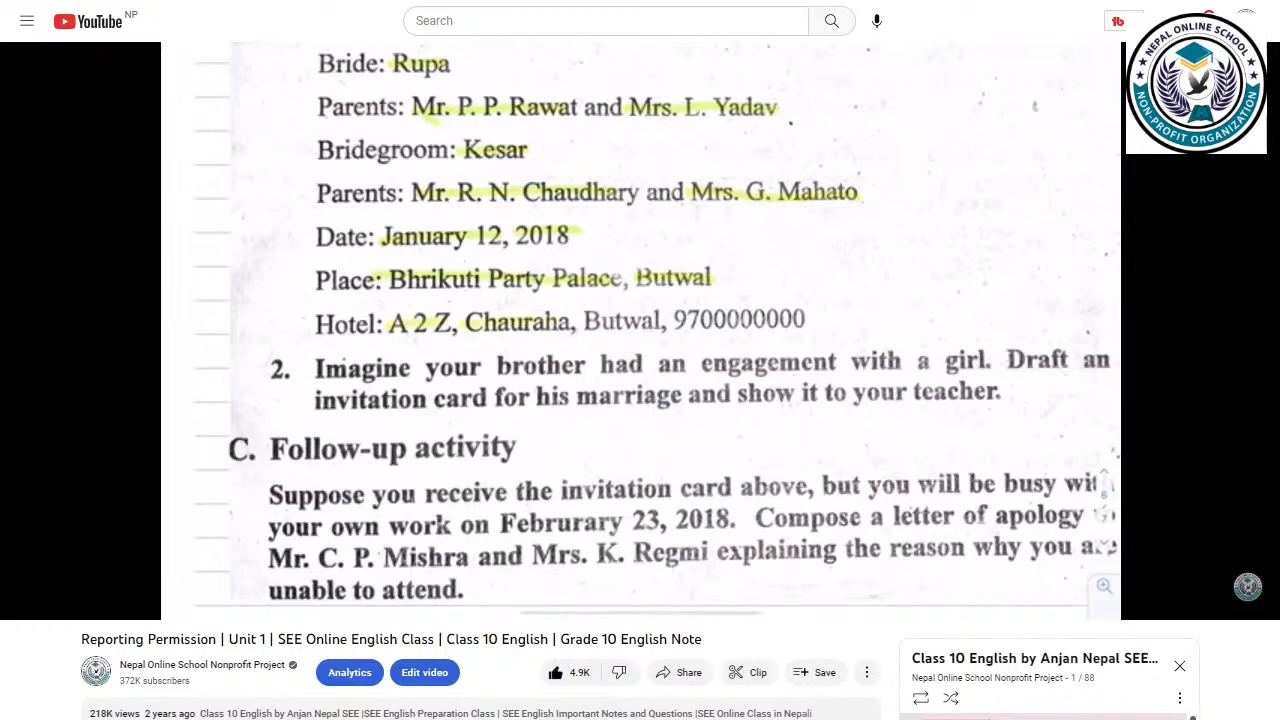 YouTube NP
Search
NEPAL ONLINE SCHOOL
NON-PROFIT ORGANIZATION
Bride: Rupa
Parents: Mr. P. P. Rawat and Mrs. L. Yadav
Bridegroom: Kesar
Parents: Mr. R. N. Chaudhary and Mrs. G. Mahato
Date: January 12, 2018
Place: Bhrikuti Party Palace, Butwal
Hotel: A 2 Z, Chauraha, Butwal, 9700000000
2. Imagine your brother had an engagement with a girl. Draft an
invitation card for his marriage and show it to your teacher.
C. Follow-up activity
Suppose you receive the invitation card above, but you will be busy wit
your own work on Februrary 23, 2018. Compose a letter of apology
Mr. C. P. Mishra and Mrs. K. Regmi explaining the reason why you are
unable to attend.
Reporting Permission | Unit 1 | SEE Online English Class | Class 10 English | Grade 10 English Note
Nepal Online School Nonprofit Project
372K subscribers
Analytics
Edit video
4.9K
Share
Clip
Save
Class 10 English by Anjan Nepal SEE...
Nepal Online School Nonprofit Project - 1 / 88
218K views 2 years ago Class 10 English by Anjan Nepal SEE |SEE English Preparation Class | SEE English Important Notes and Questions |SEE Online Class in Nepali